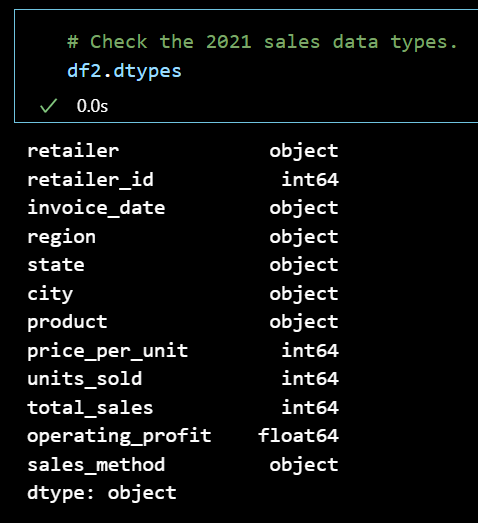 # Check the 2021 sales data types.
df2.dtypes
✓ 0.0s
retailer object
retailer_id int64
invoice_date object
region object
state object
city object
product object
price_per_unit int64
units_sold int64
total_sales int64
operating_profit float64
sales_method object
dtype: object